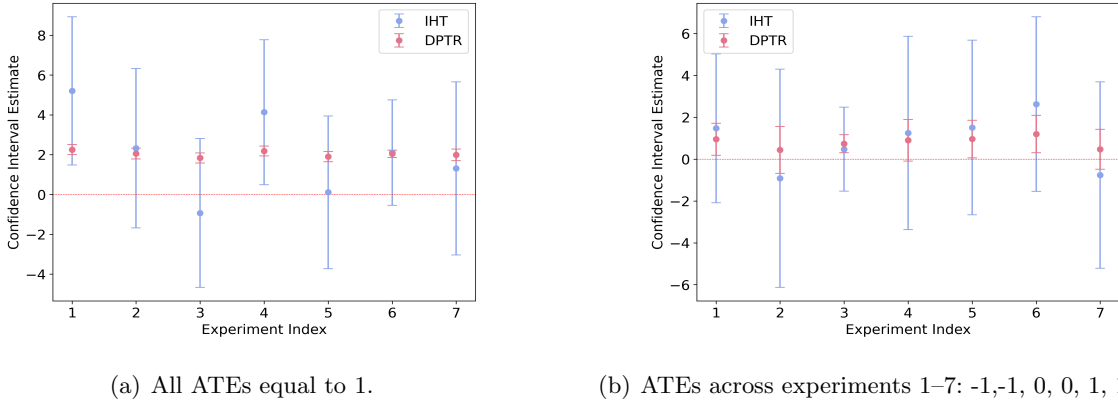 IHT
DPTR
8
6
4
2
0
−2
−4
Confidence Interval Estimate
1 2 3 4 5 6 7
Experiment Index
(a) All ATEs equal to 1.
IHT
DPTR
6
4
2
0
−2
−4
−6
Confidence Interval Estimate
1 2 3 4 5 6 7
Experiment Index
(b) ATEs across experiments 1–7: -1,-1, 0, 0, 1,